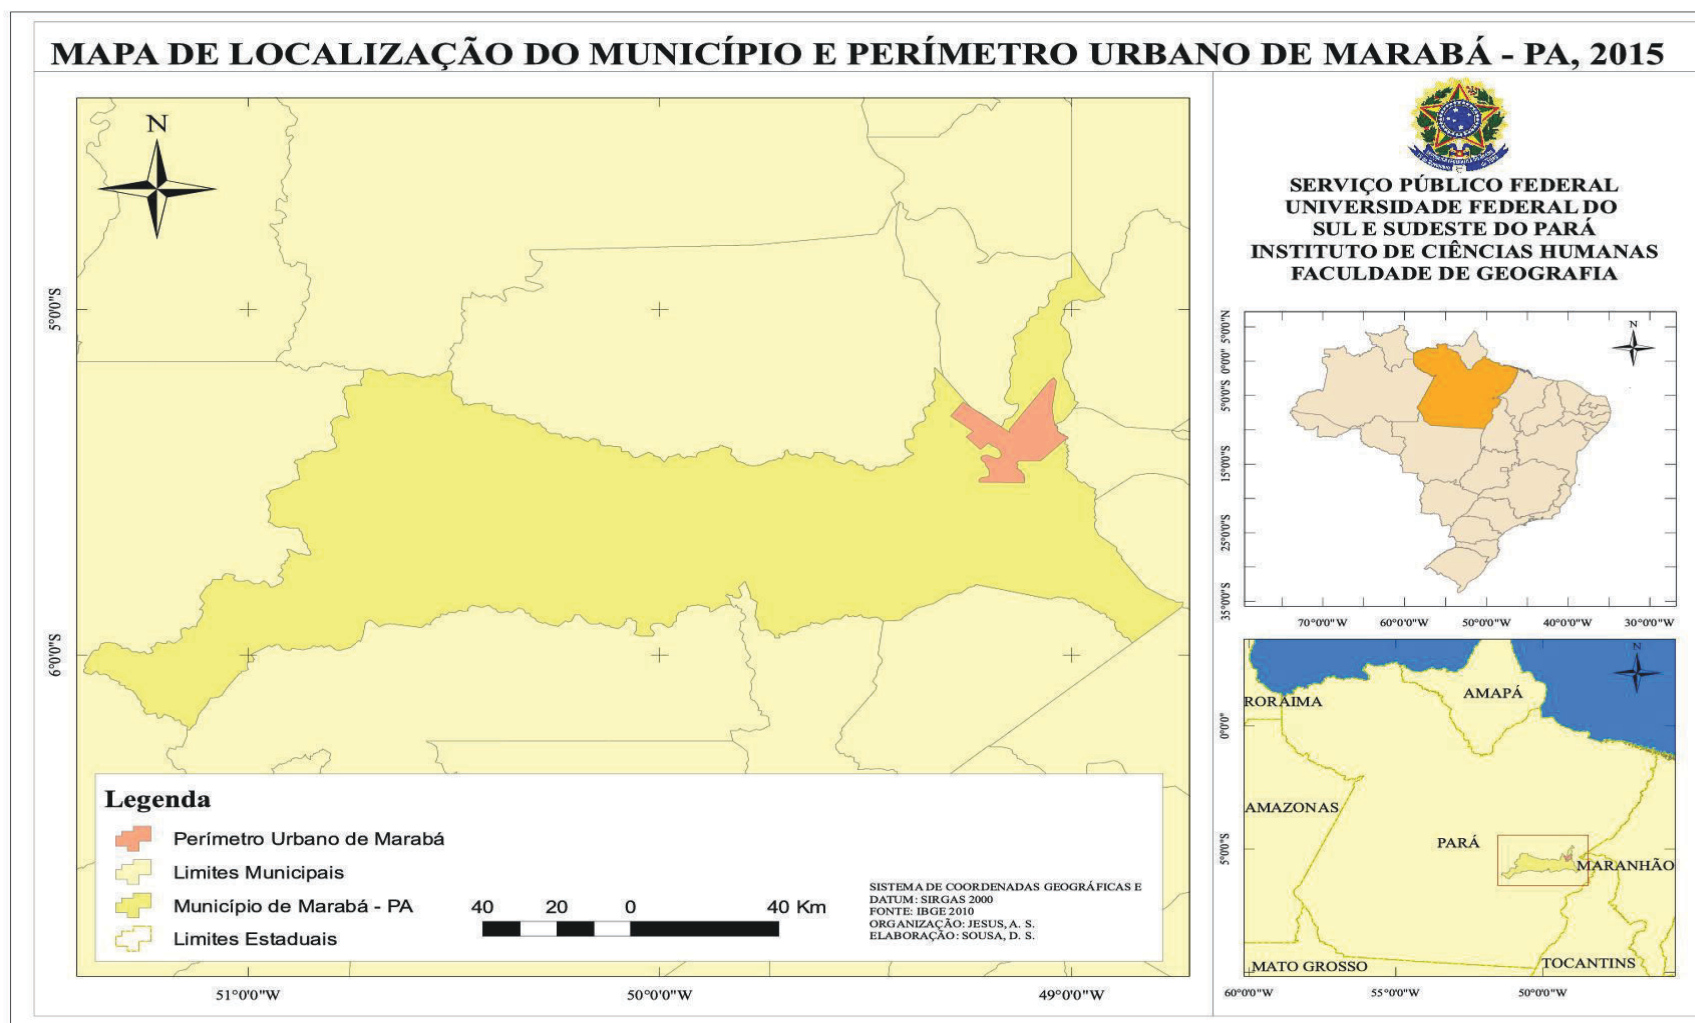 MAPA DE LOCALIZAÇÃO DO MUNICÍPIO E PERÍMETRO URBANO DE MARABÁ - PA, 2015
N
5°0'0"S
6°0'0"S
51°0'0"W
50°0'0"W
49°0'0"W
Legenda
Perímetro Urbano de Marabá
Limites Municipais
Município de Marabá - PA
Limites Estaduais
40 20 0 40 Km
SISTEMA DE COORDENADAS GEOGRÁFICAS E
DATUM: SIRGAS 2000
FONTE: IBGE 2010
ORGANIZAÇÃO: JESUS, A. S.
ELABORAÇÃO: SOUSA, D. S.
SERVIÇO PÚBLICO FEDERAL
UNIVERSIDADE FEDERAL DO
SUL E SUDESTE DO PARÁ
INSTITUTO DE CIÊNCIAS HUMANAS
FACULDADE DE GEOGRAFIA
N
5°0'0"N
0°0'0"
5°0'0"S
15°0'0"S
25°0'0"S
35°0'0"S
70°0'0"W
60°0'0"W
50°0'0"W
40°0'0"W
30°0'0"W
N
RORAIMA
AMAPÁ
AMAZONAS
PARÁ
MARANHÃO
MATO GROSSO
TOCANTINS
0°0'0"
5°0'0"S
60°0'0"W
55°0'0"W
50°0'0"W